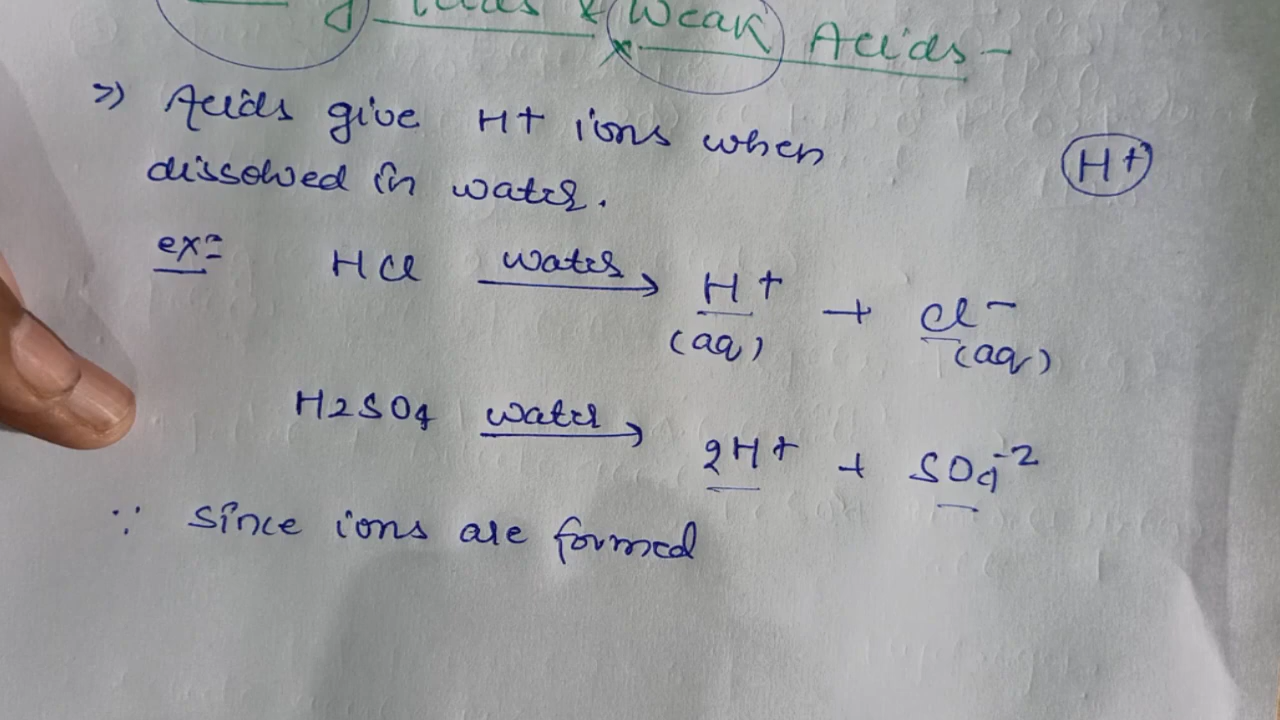 & Weak Acids -
=> Acids give H+ ions when
H+
dissolved in water.
ex= HCl water → H+ + Cl-
(aq) (aq)
H2SO4 water → 2H+ + SO4-2
∵ Since ions are formed